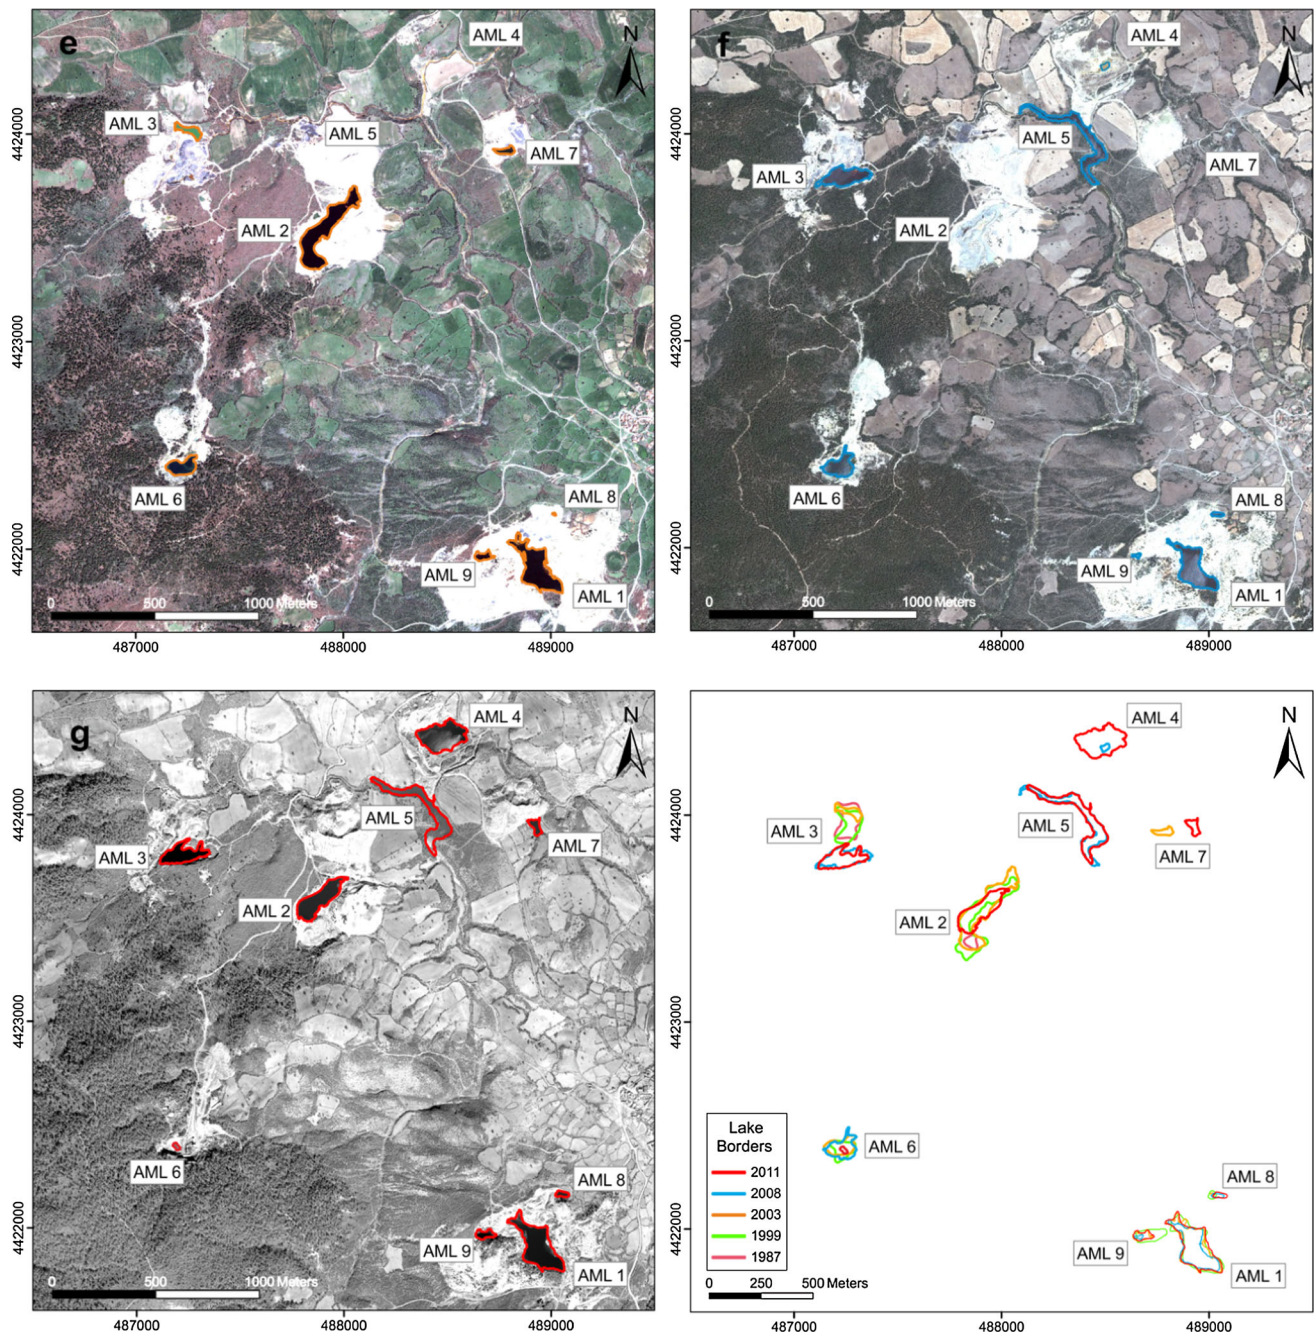 e
AML 4
N
AML 3
AML 5
AML 7
AML 2
AML 6
AML 8
AML 9
AML 1
0 500 1000 Meters
4424000
4423000
4422000
487000 488000 489000
f
AML 4
N
AML 5
AML 3
AML 7
AML 2
AML 6
AML 8
AML 9
AML 1
0 500 1000 Meters
4424000
4423000
4422000
487000 488000 489000
g
AML 4
N
AML 5
AML 7
AML 3
AML 2
AML 6
AML 8
AML 9
AML 1
0 500 1000 Meters
4424000
4423000
4422000
487000 488000 489000
AML 4
N
AML 3
AML 5
AML 7
AML 2
AML 6
AML 8
AML 9
AML 1
Lake
Borders
2011
2008
2003
1999
1987
0 250 500 Meters
4424000
4423000
4422000
487000 488000 489000